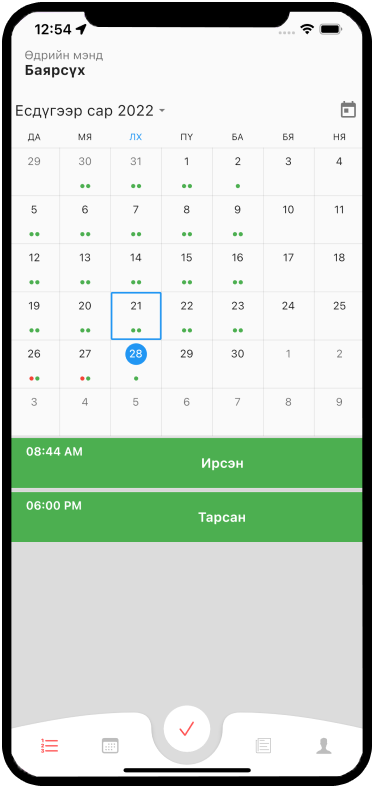 12:54
Өдрийн мэнд
Баярсүх
Есдүгээр сар 2022
ДА МЯ ЛХ ПҮ БА БЯ НЯ
29 30 31 1 2 3 4
5 6 7 8 9 10 11
12 13 14 15 16 17 18
19 20 21 22 23 24 25
26 27 28 29 30 1 2
3 4 5 6 7 8 9
08:44 AM
Ирсэн
06:00 PM
Тарсан